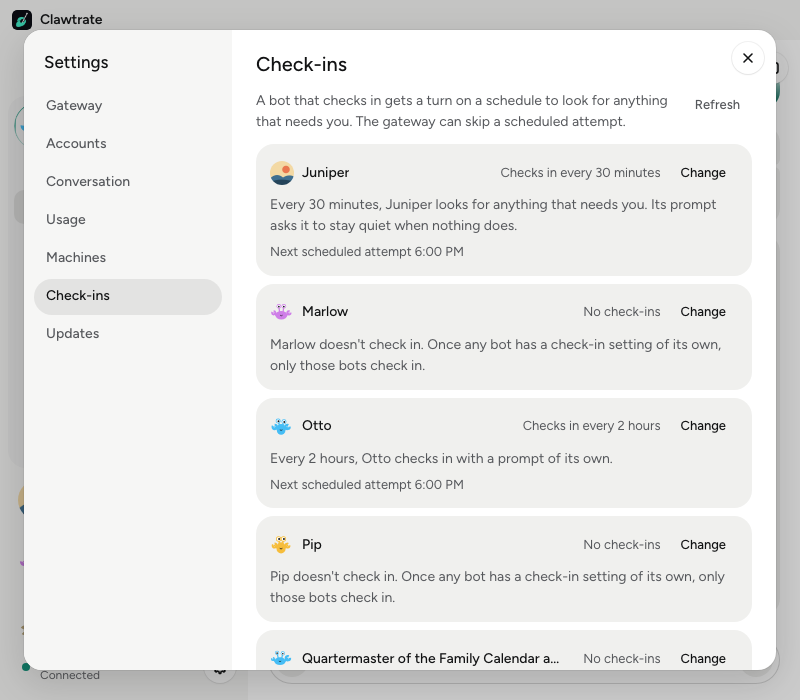 Clawtrate
Settings
Gateway
Accounts
Conversation
Usage
Machines
Check-ins
Updates
Connected
Check-ins
A bot that checks in gets a turn on a schedule to look for anything
that needs you. The gateway can skip a scheduled attempt.
Refresh
Juniper
Checks in every 30 minutes
Change
Every 30 minutes, Juniper looks for anything that needs you. Its prompt
asks it to stay quiet when nothing does.
Next scheduled attempt 6:00 PM
Marlow
No check-ins
Change
Marlow doesn't check in. Once any bot has a check-in setting of its own,
only those bots check in.
Otto
Checks in every 2 hours
Change
Every 2 hours, Otto checks in with a prompt of its own.
Next scheduled attempt 6:00 PM
Pip
No check-ins
Change
Pip doesn't check in. Once any bot has a check-in setting of its own, only
those bots check in.
Quartermaster of the Family Calendar a...
No check-ins
Change